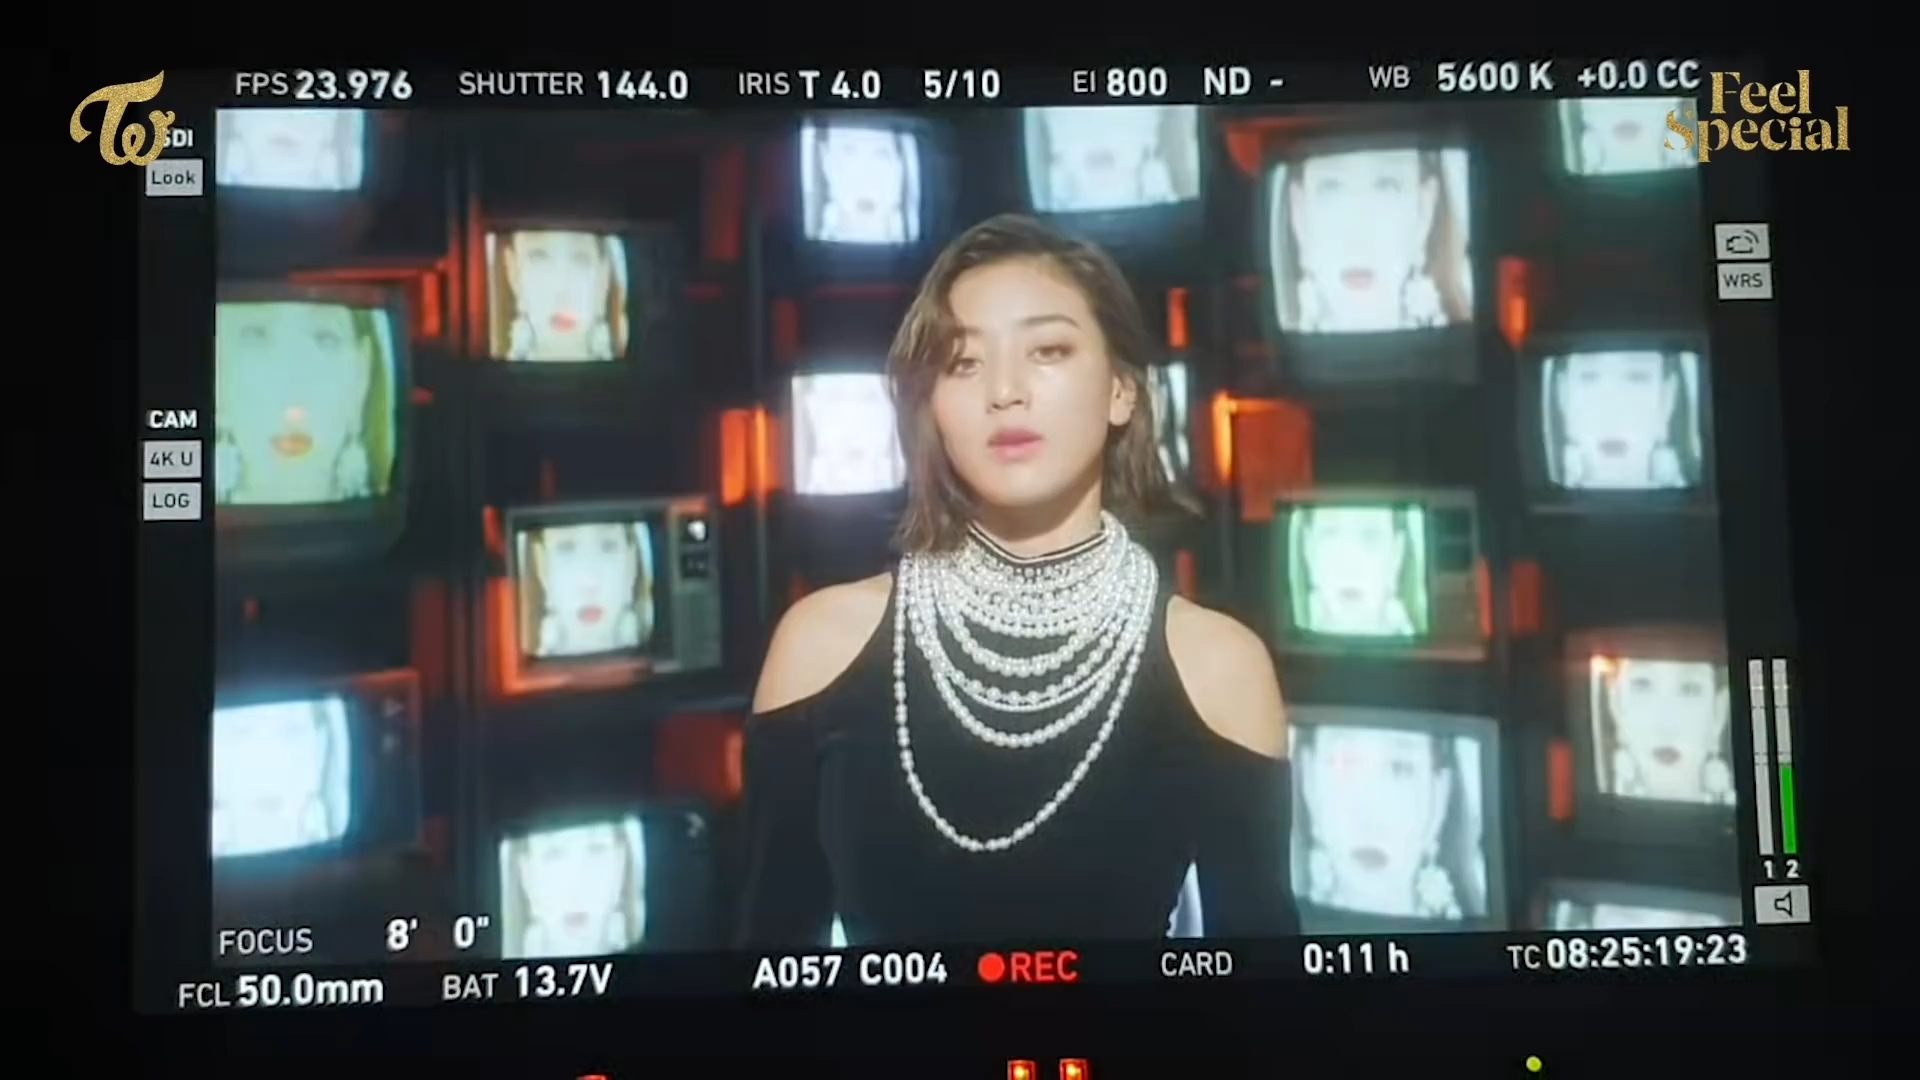 FPS 23.976 SHUTTER 144.0 IRIS T 4.0 5/10 EI 800 ND - WB 5600 K +0.0 CC
Tw
Feel
Special
SDI
Look
WRS
CAM
4K U
LOG
1 2
FOCUS 8' 0"
FCL 50.0mm BAT 13.7V A057 C004 REC CARD 0:11 h TC 08:25:19:23